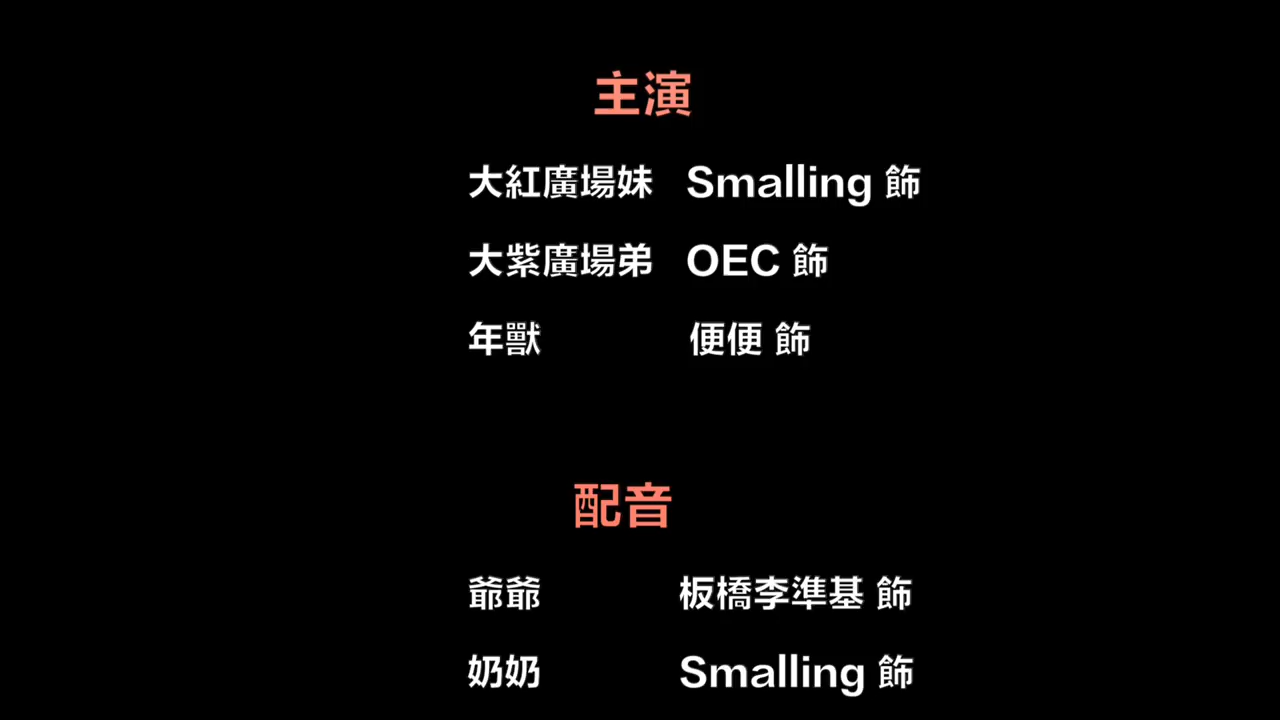 主演
大紅廣場妹 Smalling 飾
大紫廣場弟 OEC 飾
年獸 便便 飾
配音
爺爺 板橋李準基 飾
奶奶 Smalling 飾